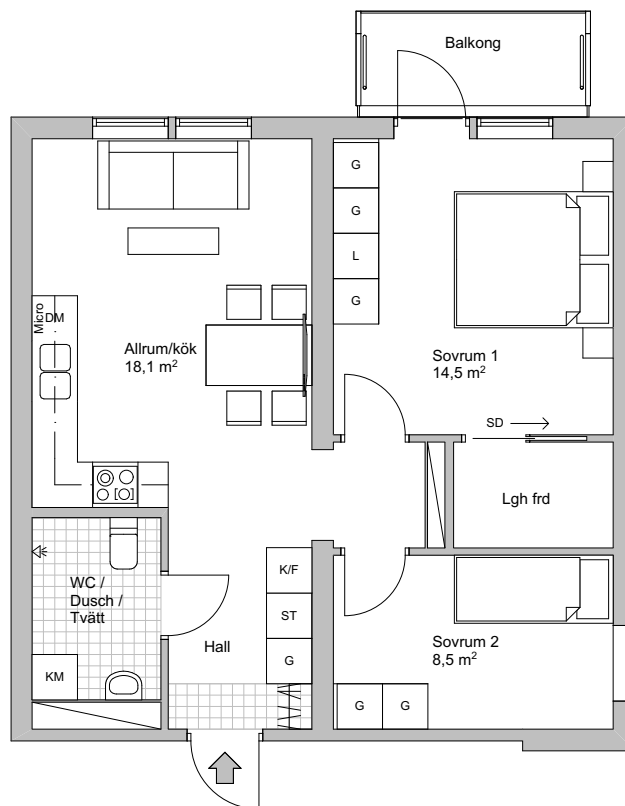 Balkong
G
G
L
G
Micro
DM
Allrum/kök
18,1 m²
Sovrum 1
14,5 m²
SD
Lgh frd
WC /
Dusch /
Tvätt
K/F
ST
G
Hall
KM
Sovrum 2
8,5 m²
G G